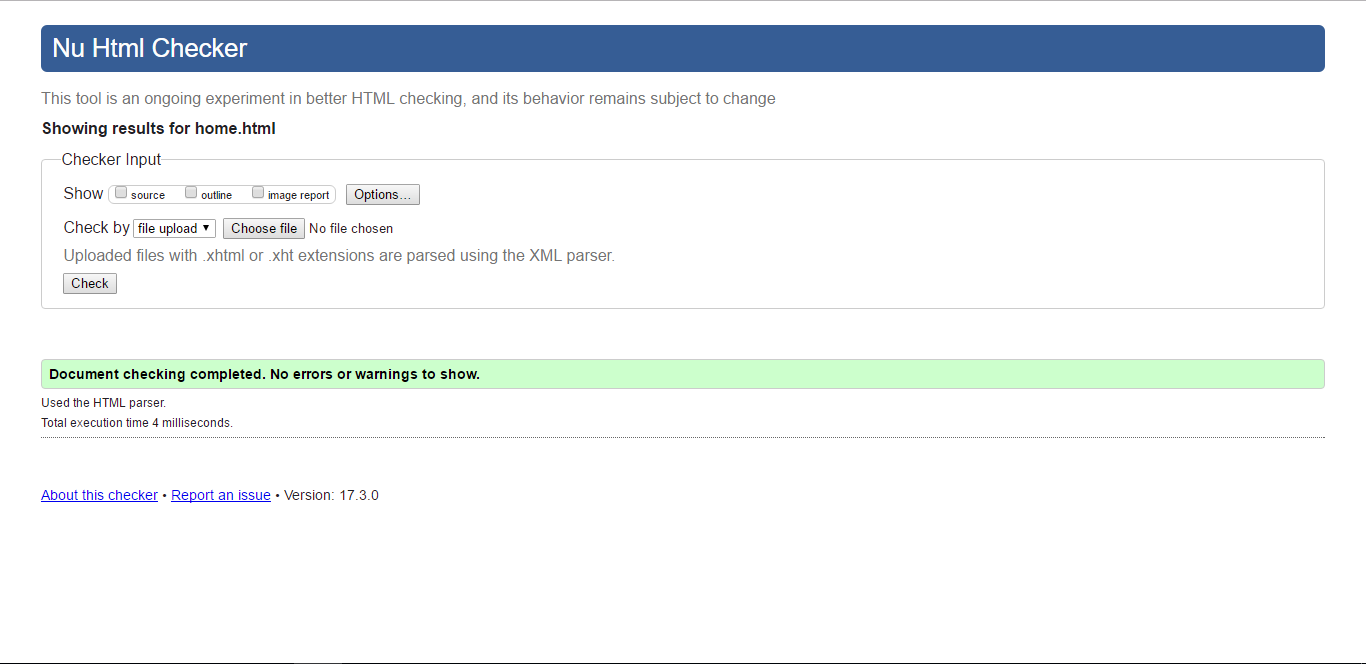 Nu Html Checker
This tool is an ongoing experiment in better HTML checking, and its behavior remains subject to change
Showing results for home.html
Checker Input
Show source outline image report Options...
Check by file upload ▼ Choose file No file chosen
Uploaded files with .xhtml or .xht extensions are parsed using the XML parser.
Check
Document checking completed. No errors or warnings to show.
Used the HTML parser.
Total execution time 4 milliseconds.
About this checker • Report an issue • Version: 17.3.0